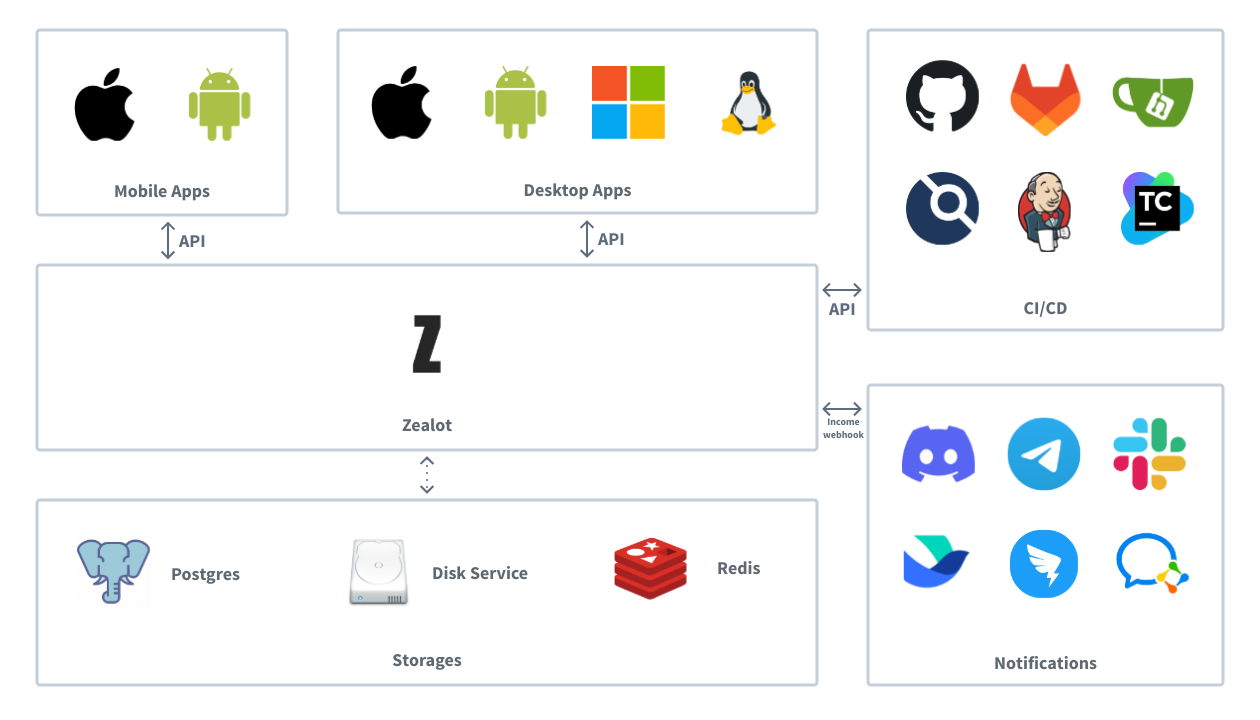 Mobile Apps
Desktop Apps
API
API
TC
CI/CD
API
Z
Zealot
Income
webhook
Postgres
Disk Service
Redis
Storages
Notifications